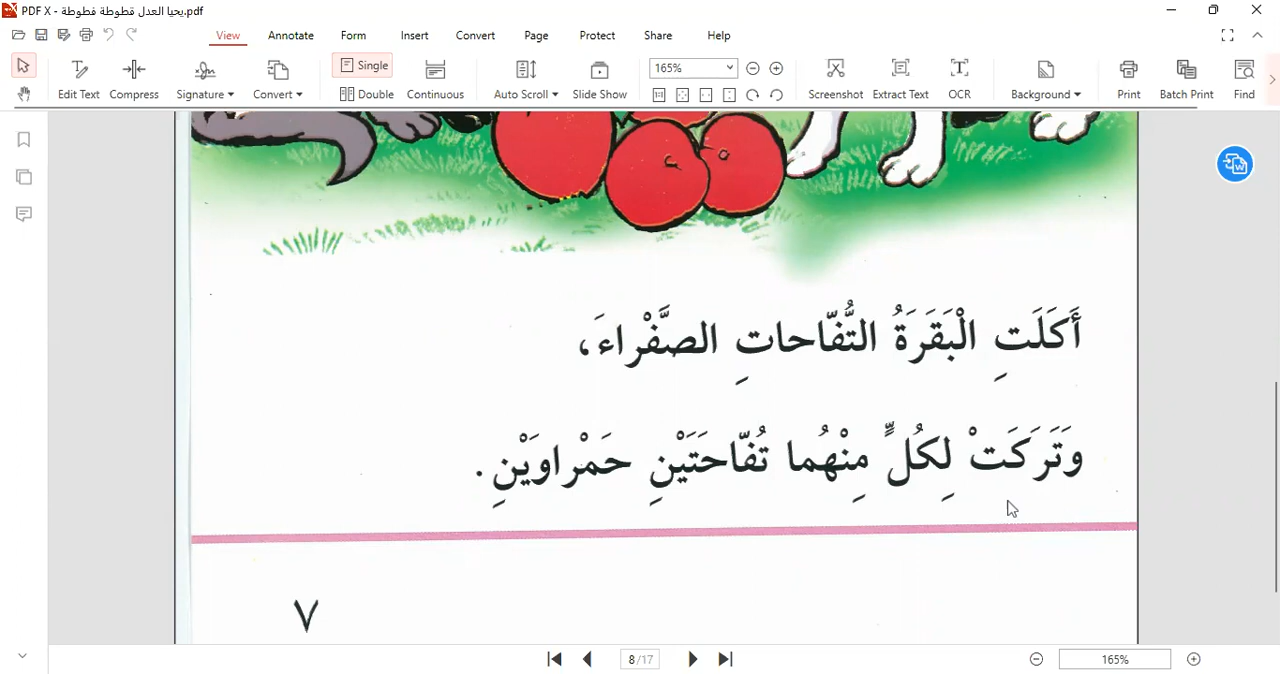 PDF X - يحيا العدل قطوطة فطوطة.pdf
View Annotate Form Insert Convert Page Protect Share Help
Single
165%
Edit Text Compress Signature Convert Double Continuous Auto Scroll Slide Show Screenshot Extract Text OCR Background Print Batch Print Find
أَكَلَتِ الْبَقَرَةُ التُّفّاحاتِ الصَّفْراءَ،
وَتَرَكَتْ لِكُلٍّ مِنْهُما تُفّاحَتَيْنِ حَمْراوَيْنِ.
٧
8 /17 165%